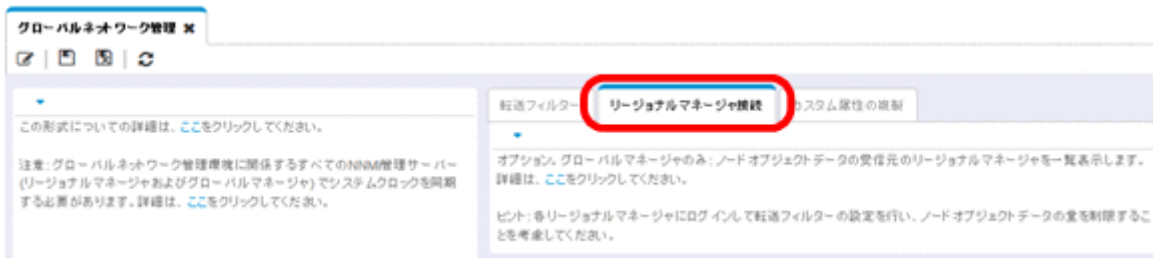 グローバルネットワーク管理 ×
この形式についての詳細は、ここをクリックしてください。
注意:グローバルネットワーク管理環境に関係するすべてのNNMi管理サーバー
(リージョナルマネージャおよびグローバルマネージャ)でシステムクロックを同期
する必要があります。詳細は、ここをクリックしてください。
転送フィルター リージョナルマネージャ接続 カスタム属性の複製
オプション。グローバルマネージャのみ:ノードオブジェクトデータの受信元のリージョナルマネージャを一覧表示します。
詳細は、ここをクリックしてください。
ヒント:各リージョナルマネージャにログインして転送フィルターの設定を行い、ノードオブジェクトデータの量を制限するこ
とを考慮してください。